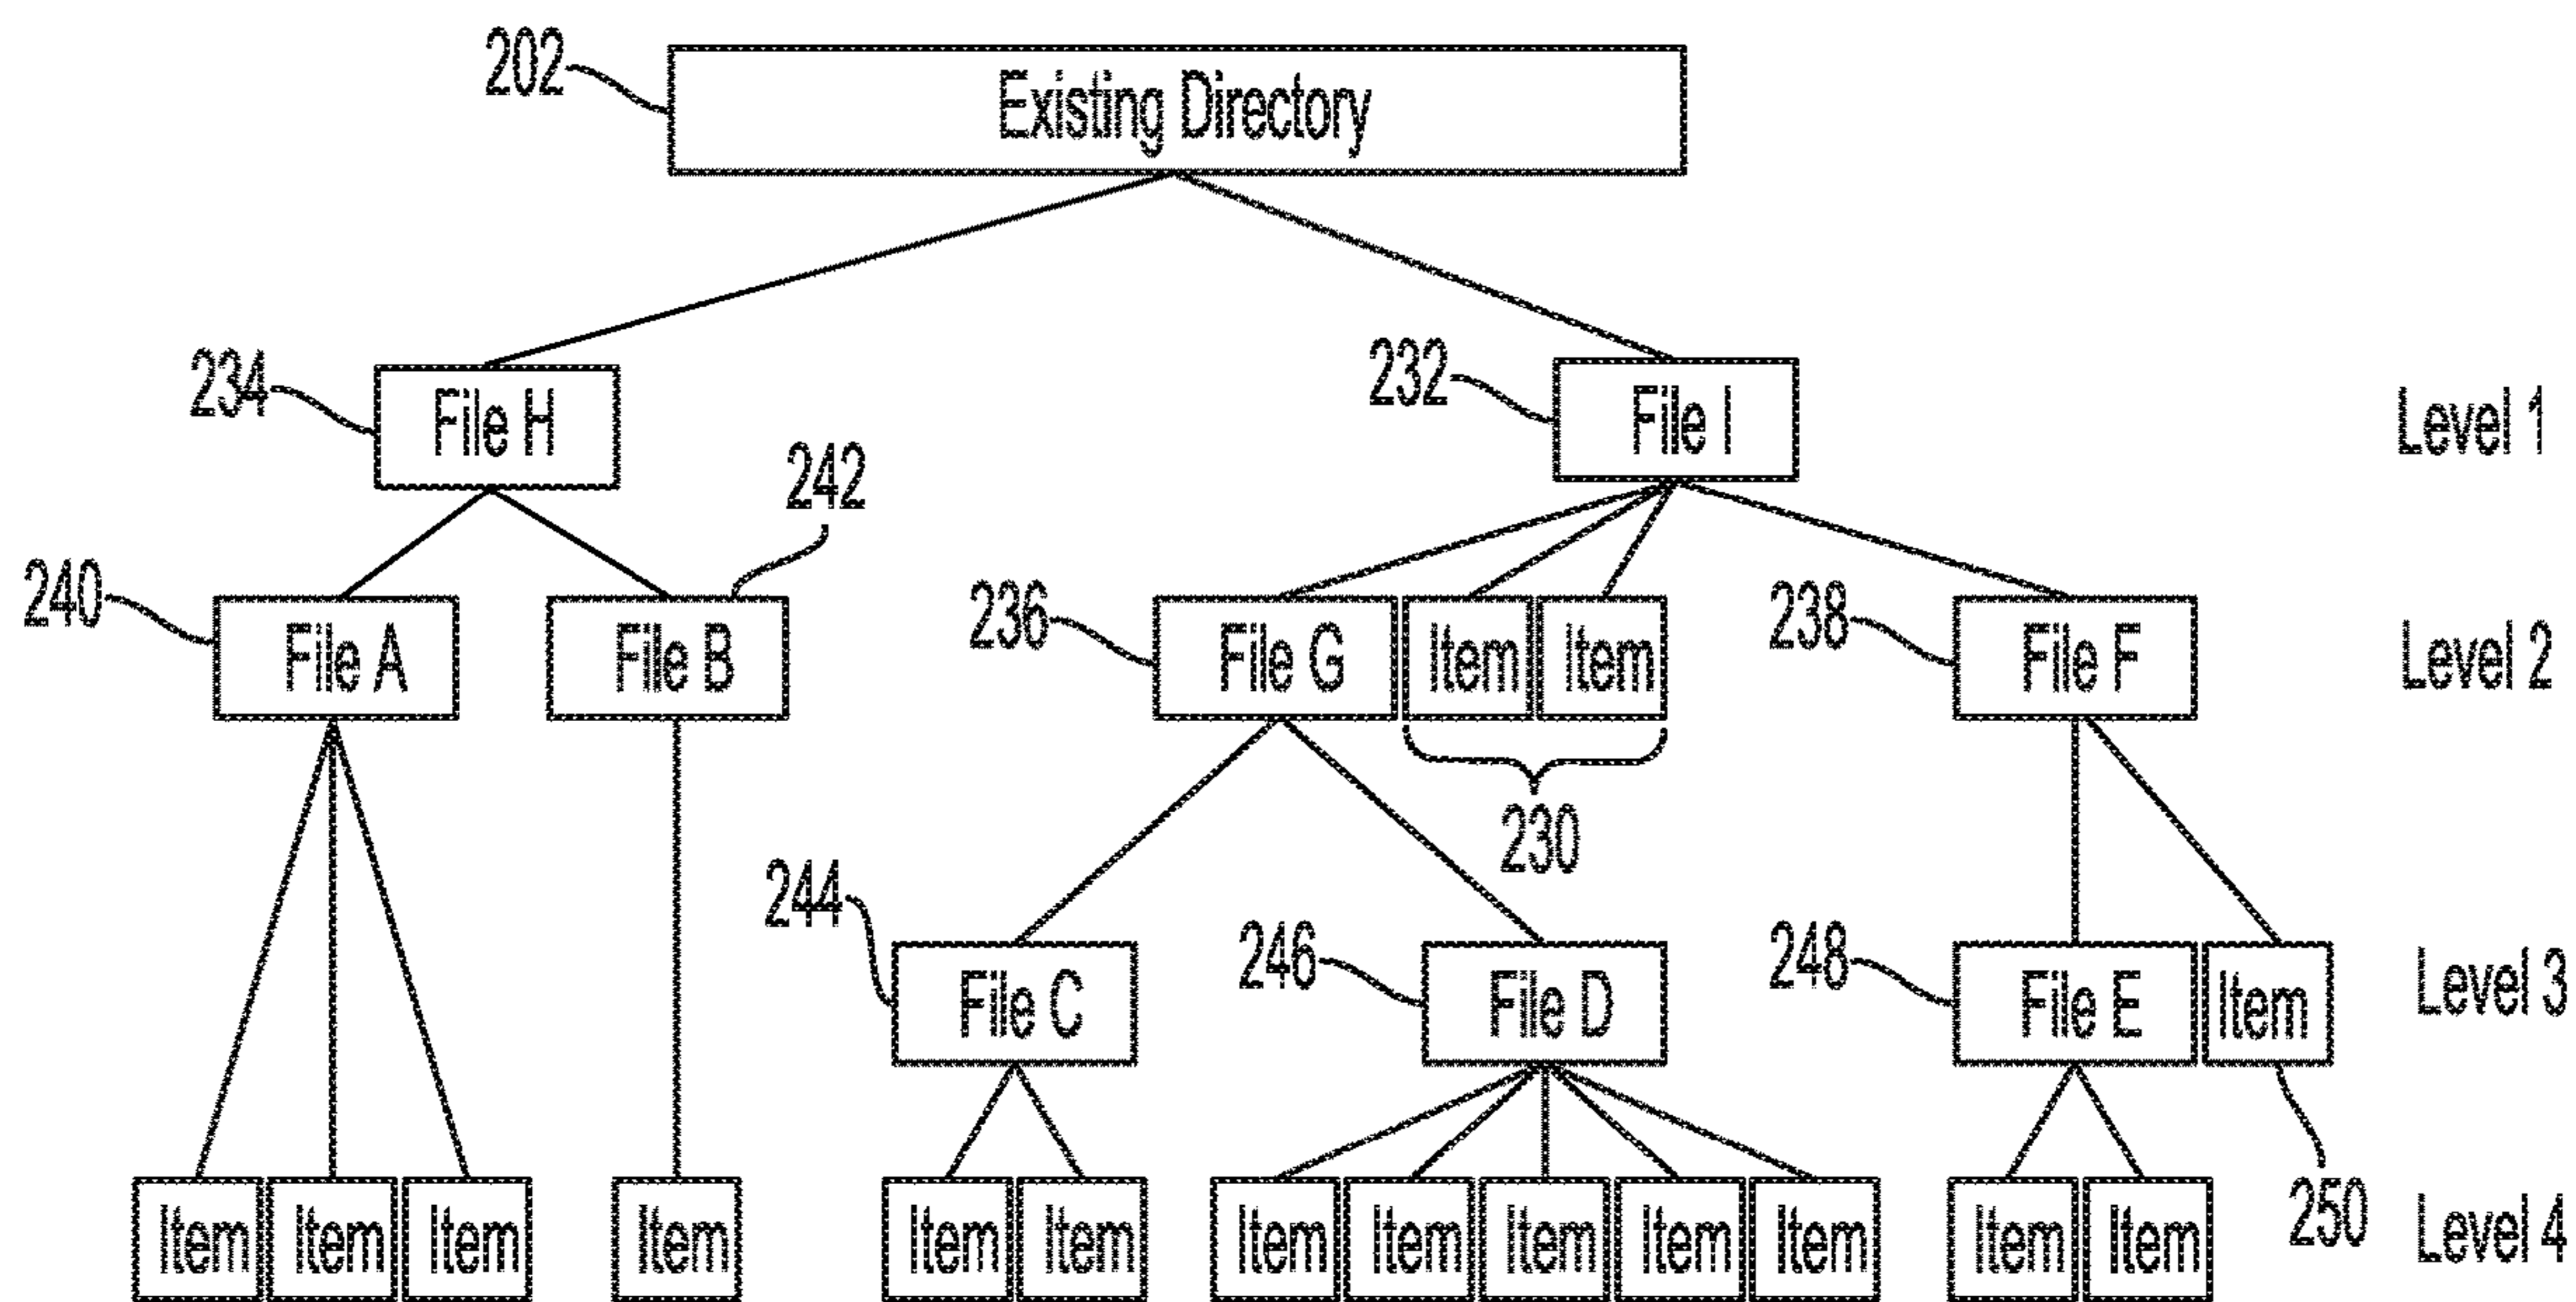 202
Existing Directory
234
File H
232
File I
Level 1
242
240
File A
File B
236
File G
Item
Item
238
File F
Level 2
230
244
File C
246
File D
248
File E
Item
Level 3
Item
Item
Item
Item
Item
Item
Item
Item
Item
Item
Item
Item
Item
250
Level 4